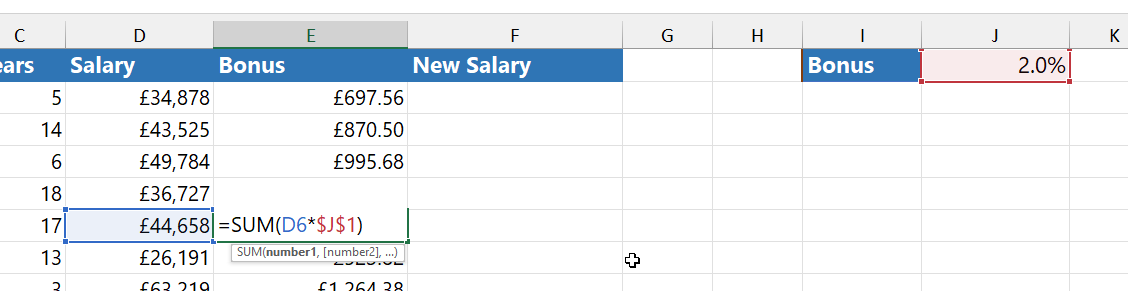 C D E F G H I J K
ears Salary Bonus New Salary Bonus 2.0%
5 £34,878 £697.56
14 £43,525 £870.50
6 £49,784 £995.68
18 £36,727
17 £44,658 =SUM(D6*$J$1)
SUM(number1, [number2], ...)
13 £26,191
3 £63,219 £1,264.38